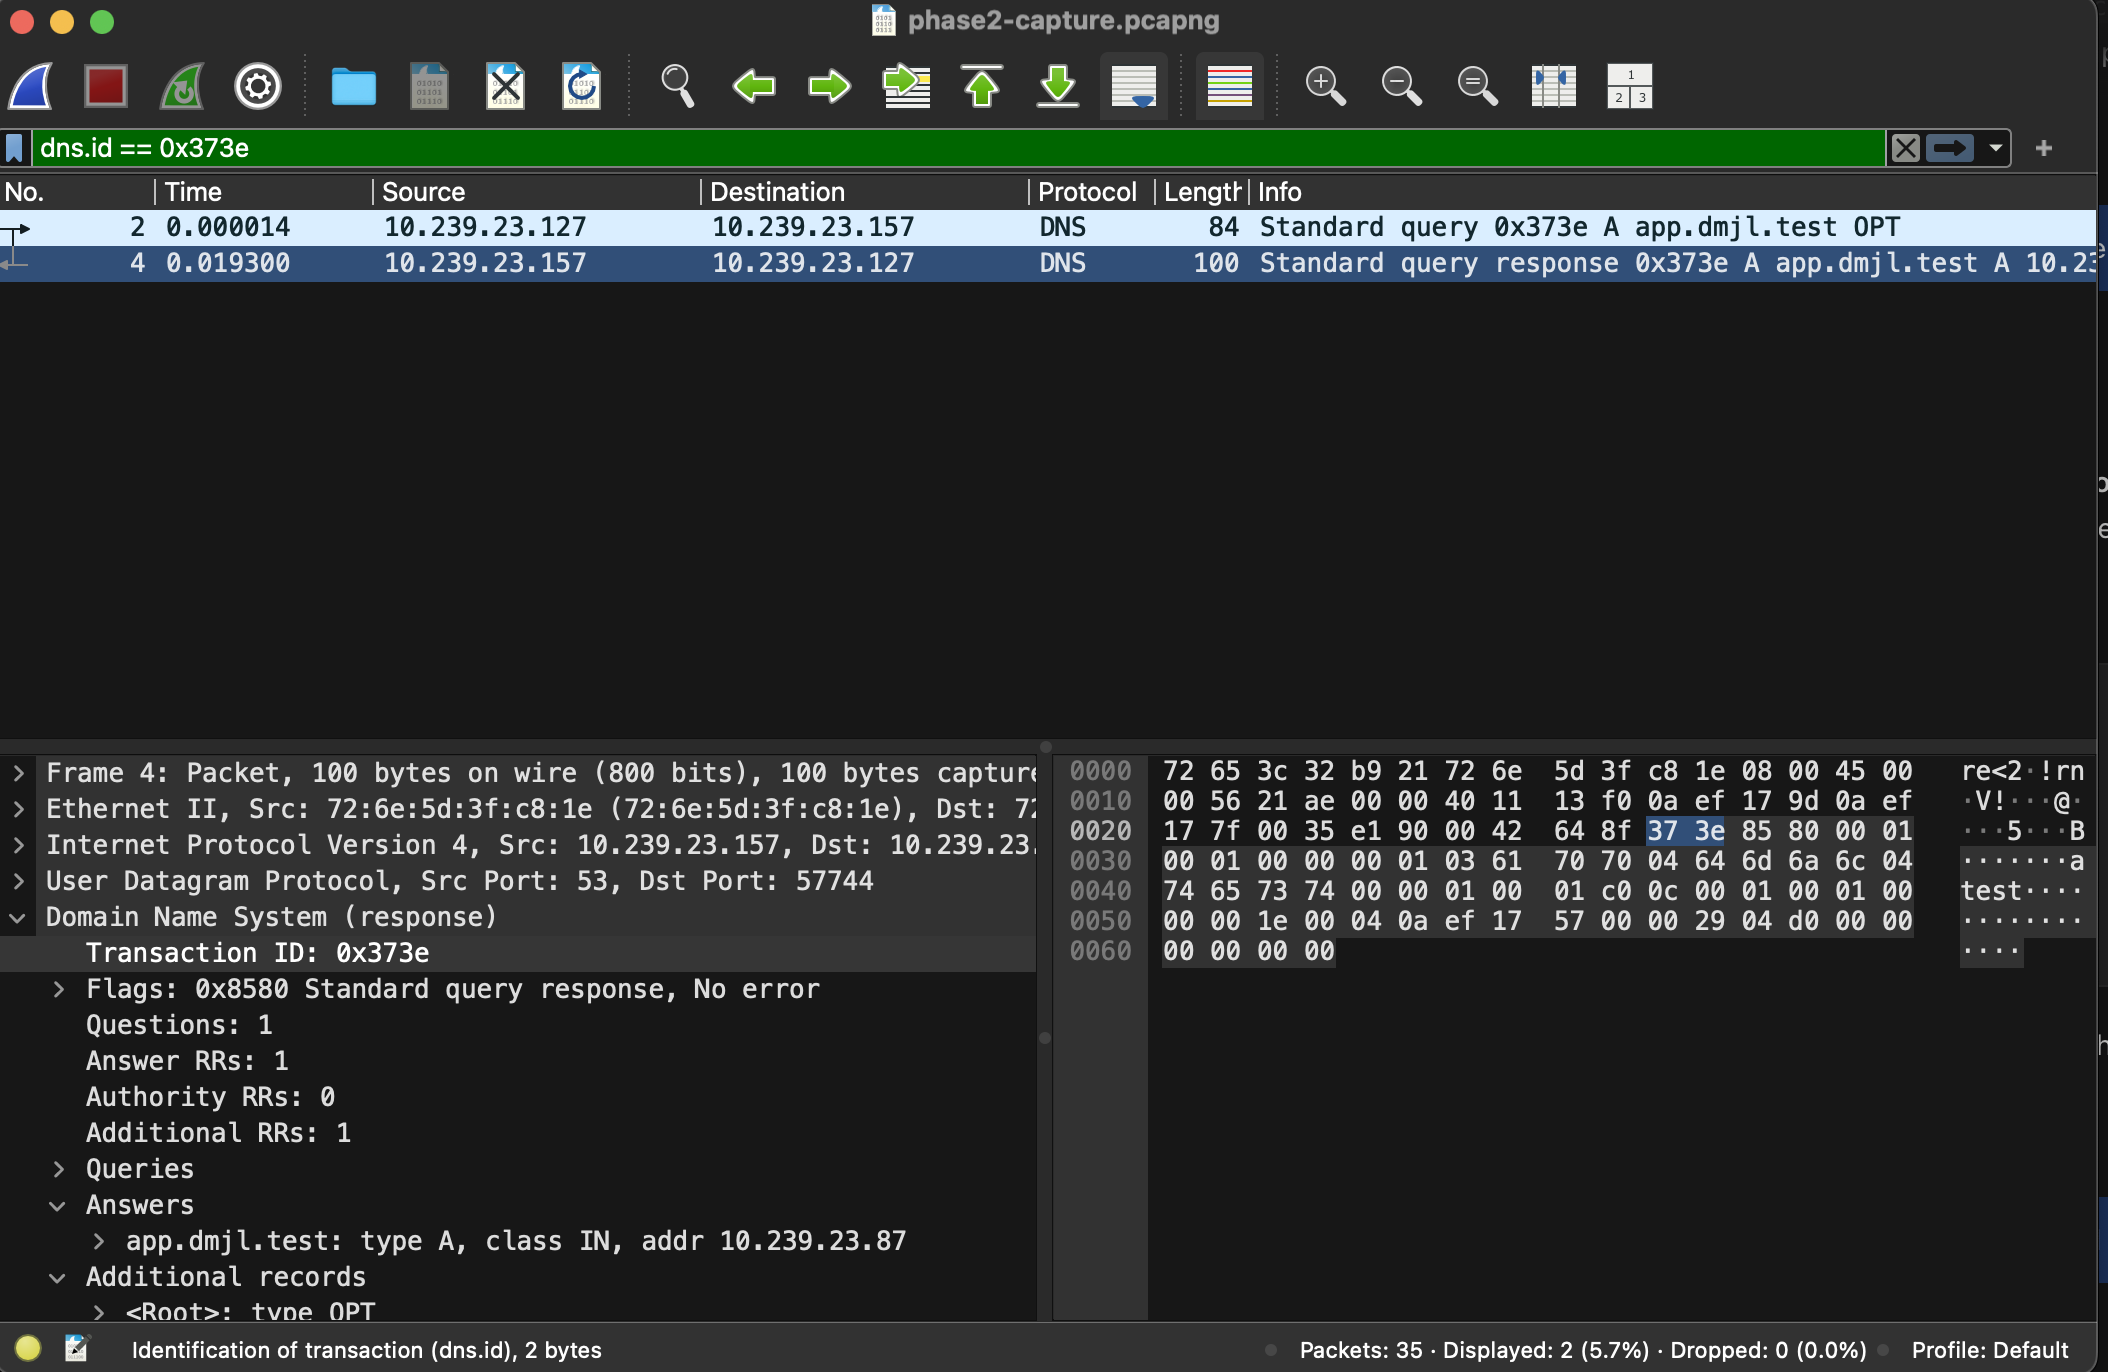 phase2-capture.pcapng
dns.id == 0x373e
No. Time Source Destination Protocol Length Info
2 0.000014 10.239.23.127 10.239.23.157 DNS 84 Standard query 0x373e A app.dmjl.test OPT
4 0.019300 10.239.23.157 10.239.23.127 DNS 100 Standard query response 0x373e A app.dmjl.test A 10.23
Frame 4: Packet, 100 bytes on wire (800 bits), 100 bytes capture
Ethernet II, Src: 72:6e:5d:3f:c8:1e (72:6e:5d:3f:c8:1e), Dst: 72
Internet Protocol Version 4, Src: 10.239.23.157, Dst: 10.239.23.
User Datagram Protocol, Src Port: 53, Dst Port: 57744
Domain Name System (response)
Transaction ID: 0x373e
Flags: 0x8580 Standard query response, No error
Questions: 1
Answer RRs: 1
Authority RRs: 0
Additional RRs: 1
Queries
Answers
app.dmjl.test: type A, class IN, addr 10.239.23.87
Additional records
<Root>: type OPT
0000 72 65 3c 32 b9 21 72 6e 5d 3f c8 1e 08 00 45 00 re<2·!rn
0010 00 56 21 ae 00 00 40 11 13 f0 0a ef 17 9d 0a ef ·V!···@·
0020 17 7f 00 35 e1 90 00 42 64 8f 37 3e 85 80 00 01 ···5···B
0030 00 01 00 00 00 01 03 61 70 70 04 64 6d 6a 6c 04 ·······a
0040 74 65 73 74 00 00 01 00 01 c0 0c 00 01 00 01 00 test····
0050 00 00 1e 00 04 0a ef 17 57 00 00 29 04 d0 00 00 ········
0060 00 00 00 00 ····
Identification of transaction (dns.id), 2 bytes
Packets: 35 · Displayed: 2 (5.7%) · Dropped: 0 (0.0%)
Profile: Default